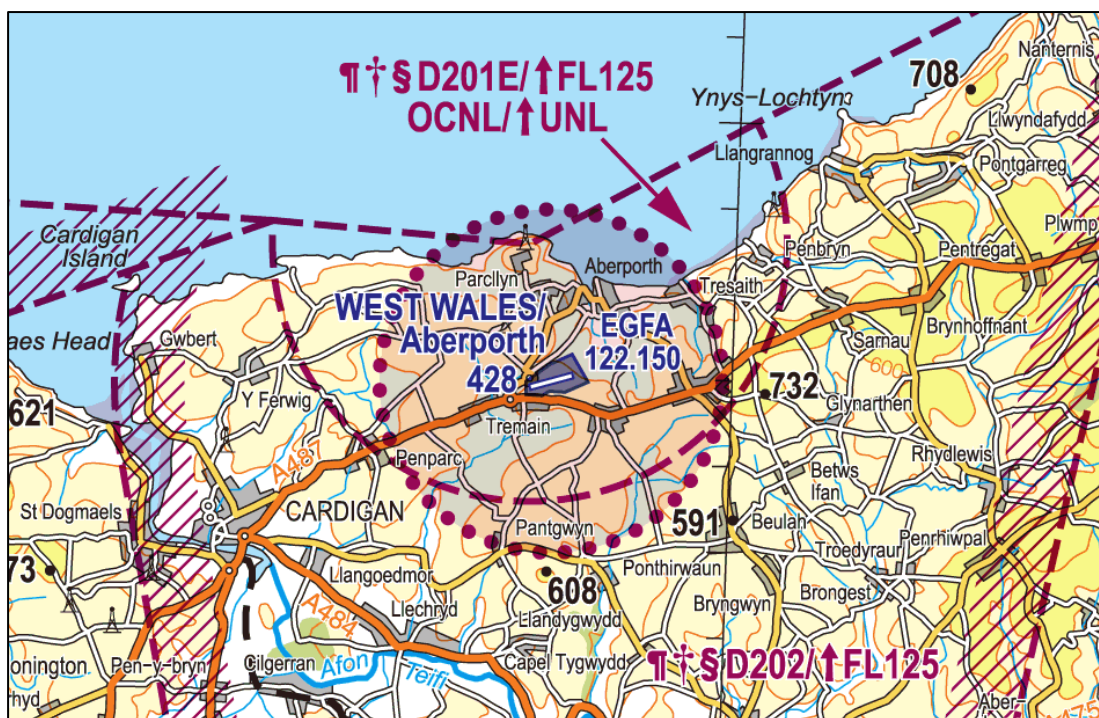 Nanternis
708
¶†§D201E/↑FL125
OCNL/↑UNL
Ynys-Lochtyn
Llwyndafydd
Llangrannog
Pontgarreg
Plwmp
Cardigan
Island
Penbryn
Pentregat
Parcllyn
Aberporth
Tresaith
WEST WALES/
Aberporth
EGFA
122.150
428
aes Head
Gwbert
Sarnau
Brynhoffnant
600
621
Y Ferwig
732
Glynarthen
Tremain
A487
Penparc
Rhydlewis
Betws
Ifan
St Dogmaels
CARDIGAN
Pantgwyn
591
Beulah
Troedyraur
Penrhiwpal
73
Llangoedmor
608
Ponthirwaun
A484
Llechryd
Llandygwydd
Bryngwyn
Brongest
onington
Pen-y-bryn
Cilgerran
Afon
Teifi
Capel Tygwydd
¶†§D202/↑FL125
rhyd
Aber-
A475